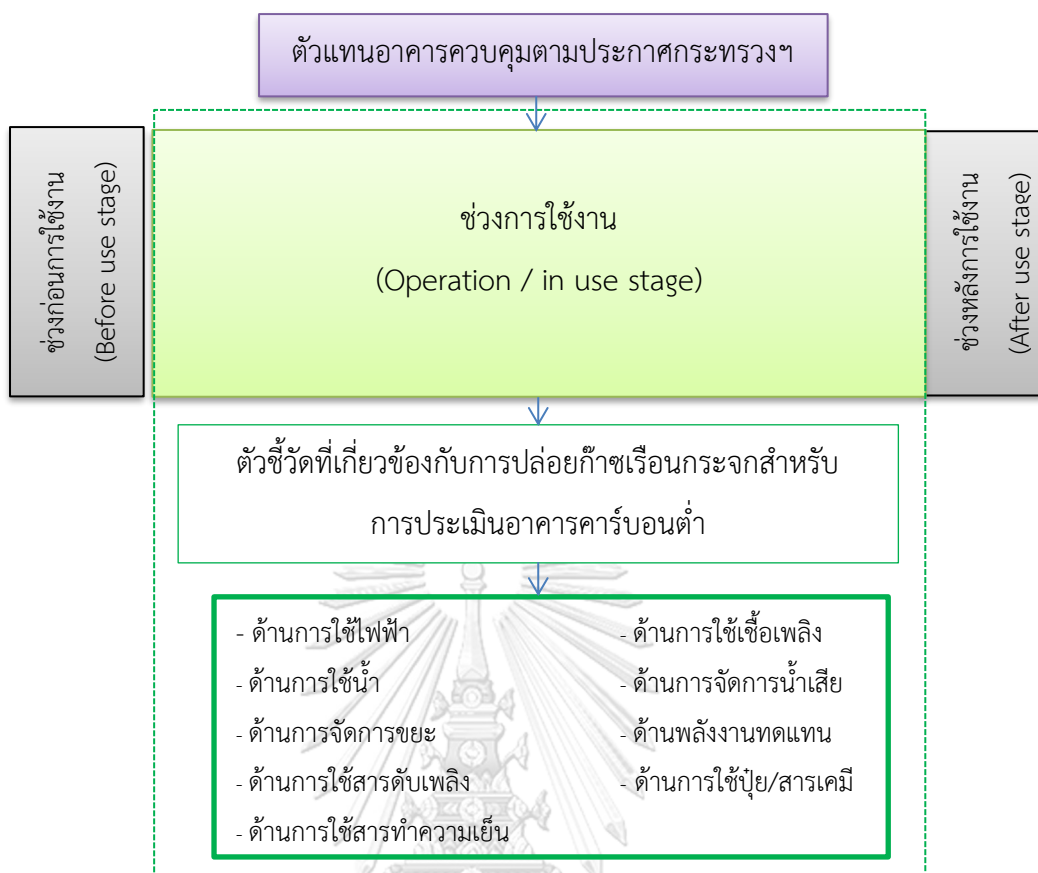 ตัวแทนอาคารควบคุมตามประกาศกระทรวงฯ
ช่วงก่อนการใช้งาน
(Before use stage)
ช่วงการใช้งาน
(Operation / in use stage)
ช่วงหลังการใช้งาน
(After use stage)
ตัวชี้วัดที่เกี่ยวข้องกับการปล่อยก๊าซเรือนกระจกสำหรับ
การประเมินอาคารคาร์บอนต่ำ
- ด้านการใช้ไฟฟ้า
- ด้านการใช้น้ำ
- ด้านการจัดการขยะ
- ด้านการใช้สารดับเพลิง
- ด้านการใช้สารทำความเย็น
- ด้านการใช้เชื้อเพลิง
- ด้านการจัดการน้ำเสีย
- ด้านพลังงานทดแทน
- ด้านการใช้ปุ๋ย/สารเคมี